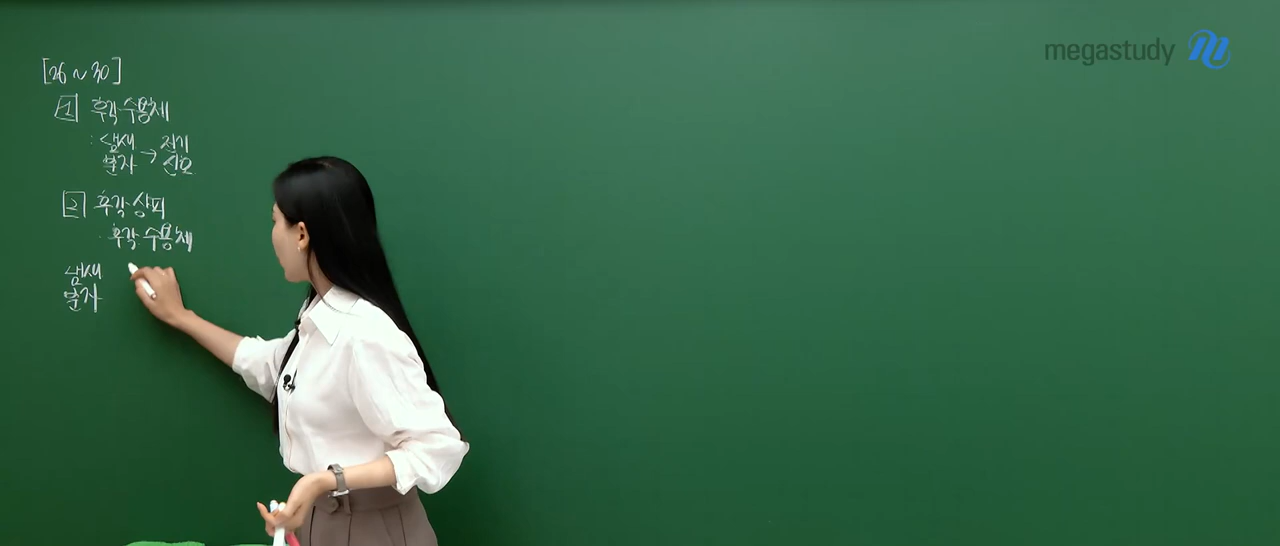 megastudy
[26~30]
1 후각 수용체
: 냄새 분자 → 전기 신호
2 후각 상피
· 후각 수용체
냄새
분자